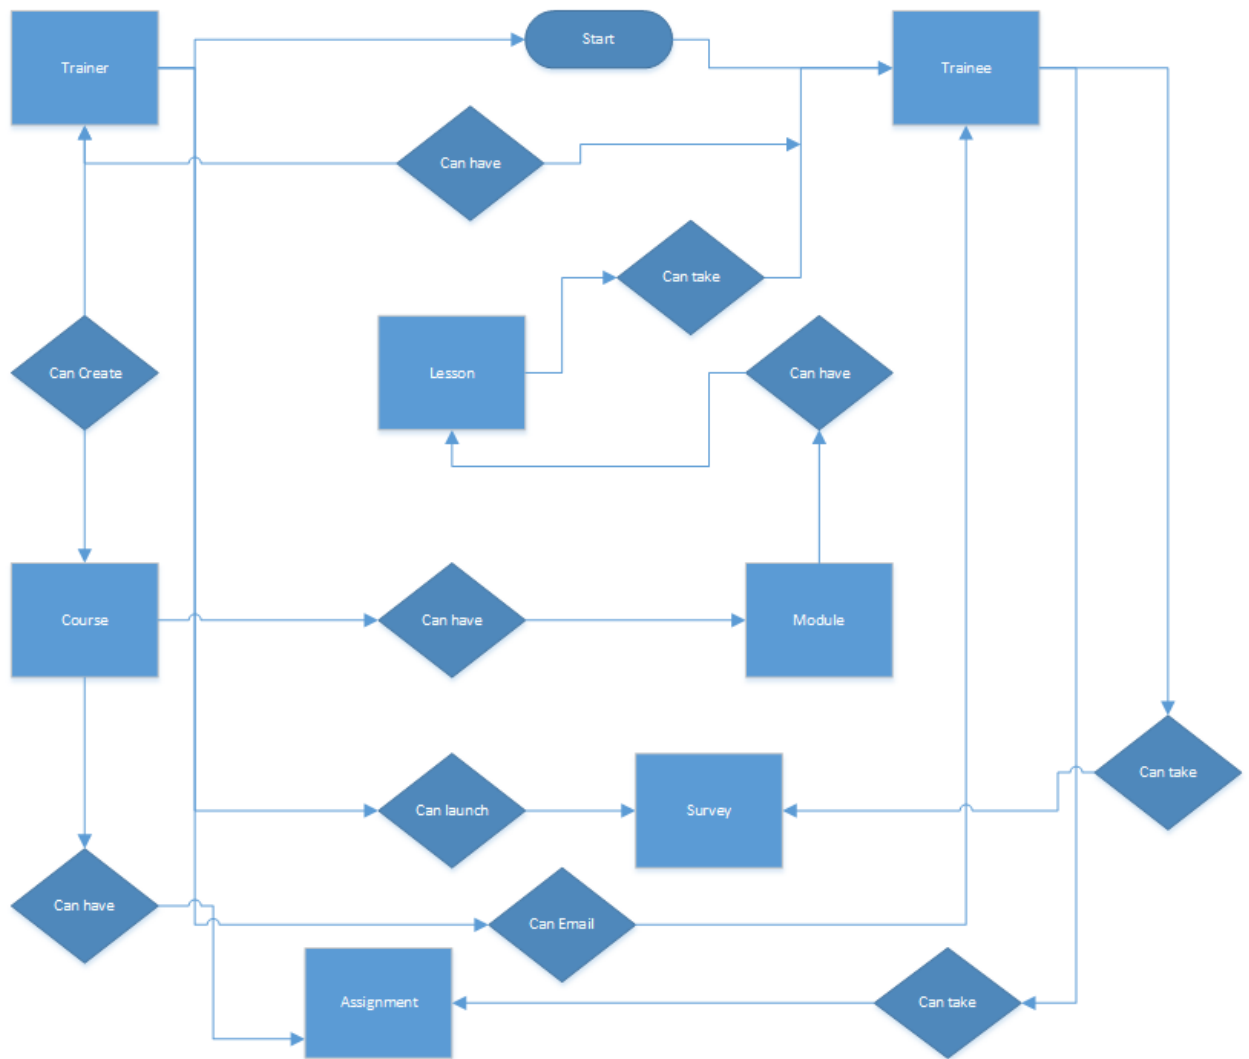 Start
Trainer
Trainee
Can have
Can take
Can Create
Lesson
Can have
Course
Can have
Module
Can take
Can launch
Survey
Can have
Can Email
Assignment
Can take